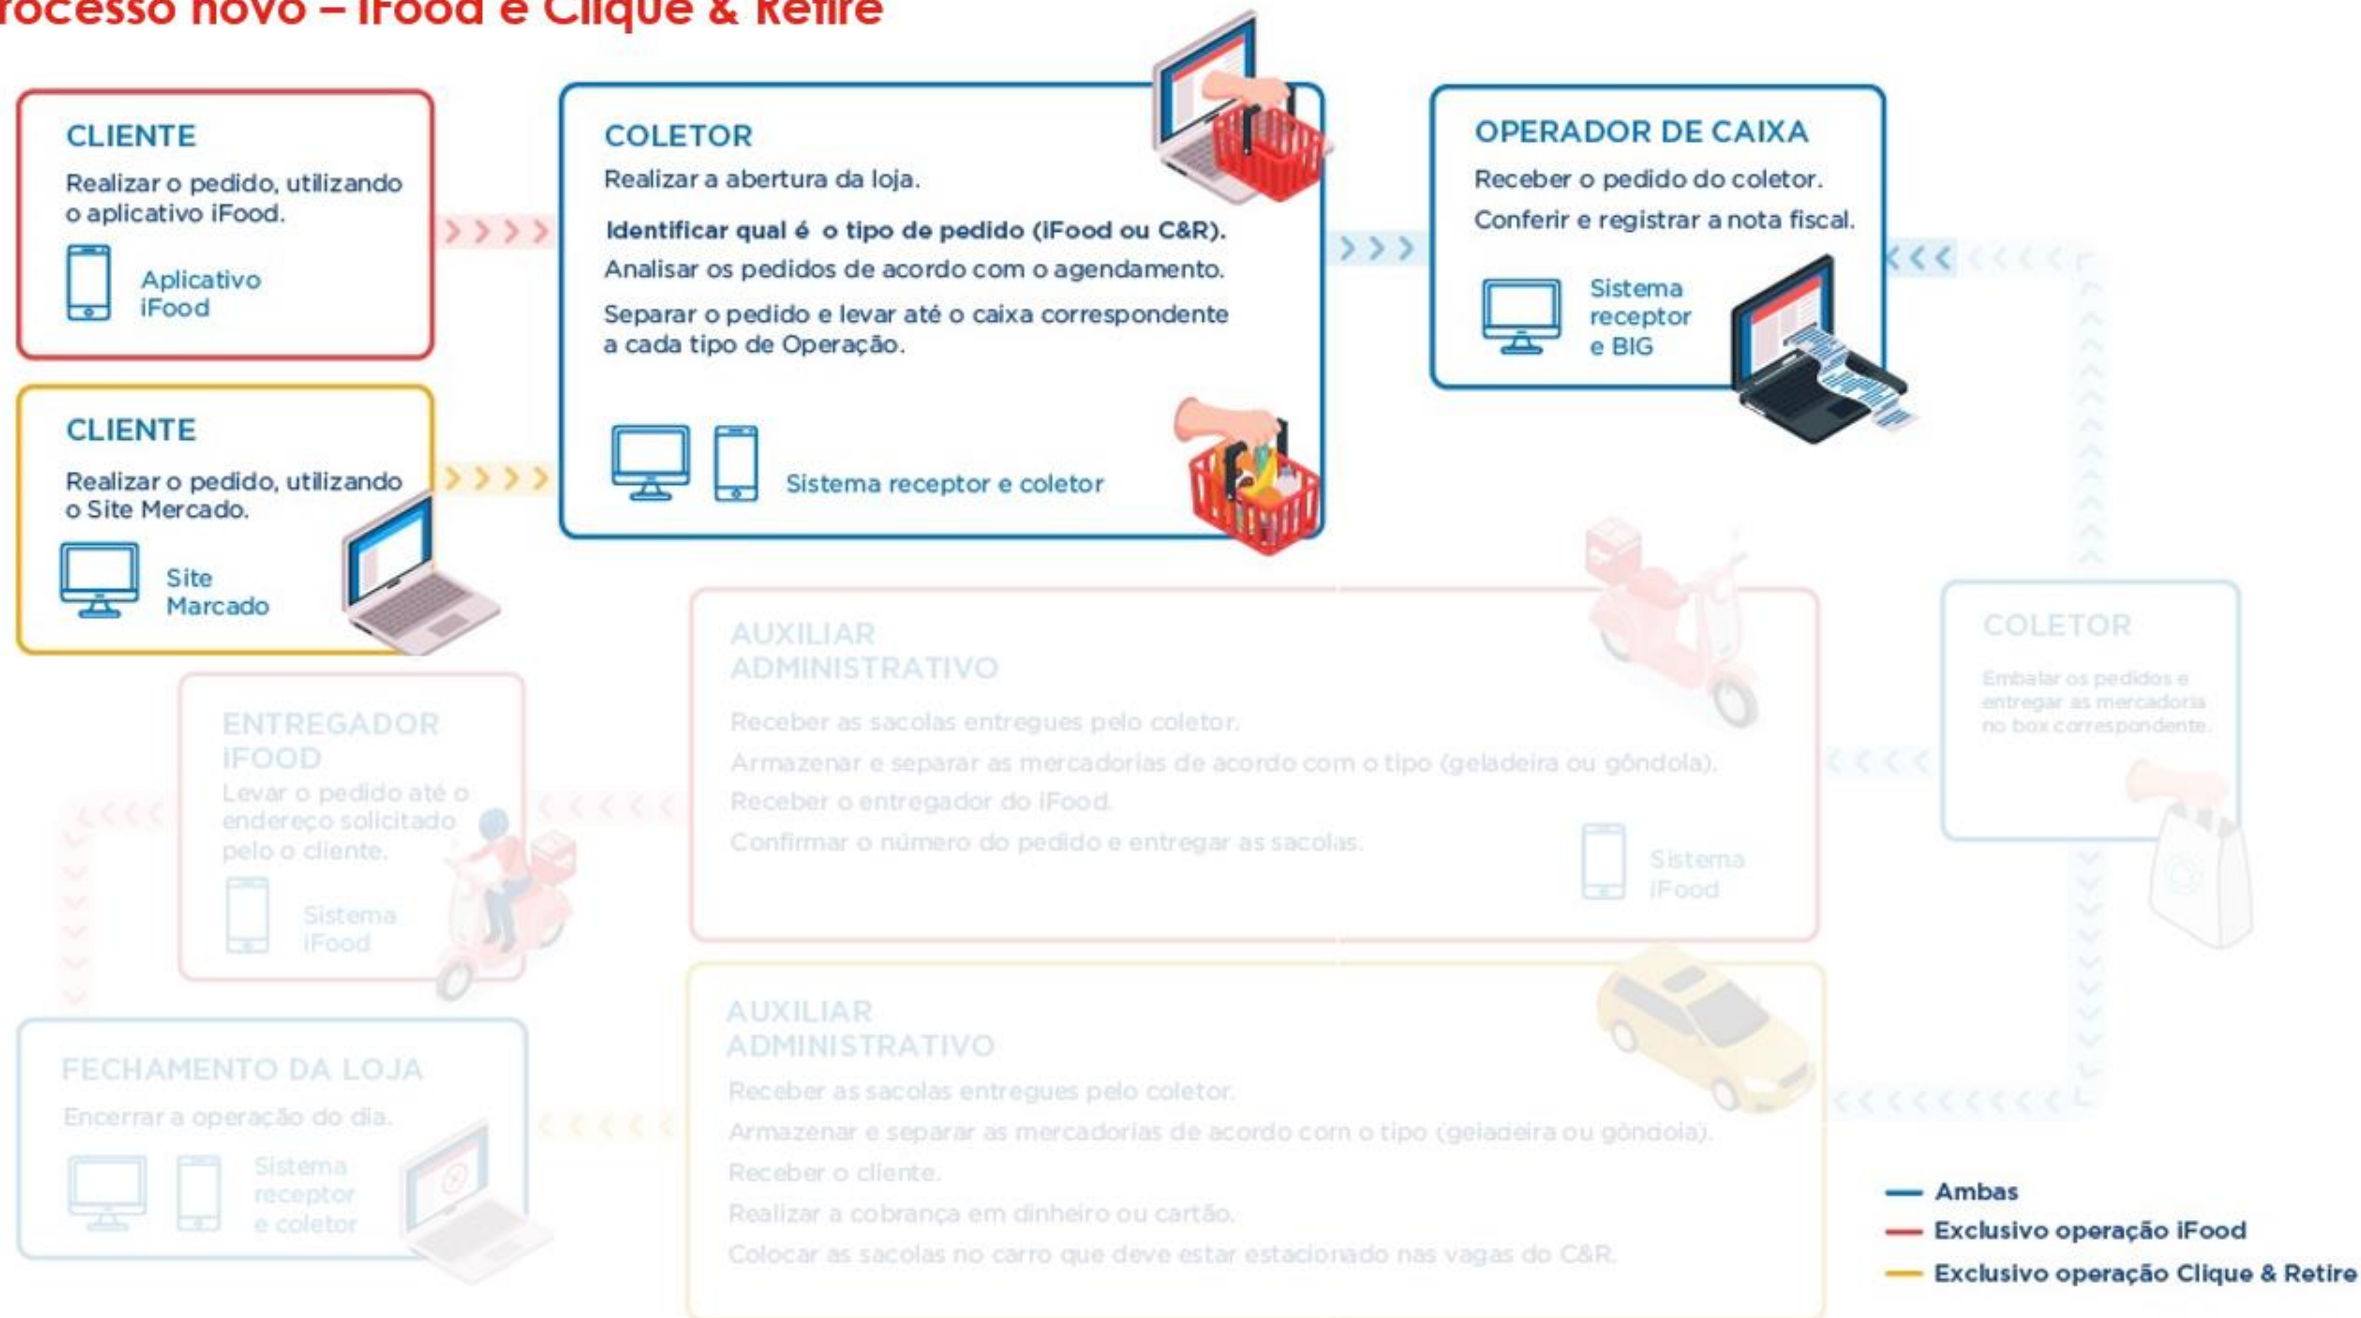 rocesso novo – iFood e Clique & Retire
CLIENTE
Realizar o pedido, utilizando
o aplicativo iFood.
Aplicativo
iFood
CLIENTE
Realizar o pedido, utilizando
o Site Mercado.
Site
Marcado
COLETOR
Realizar a abertura da loja.
Identificar qual é o tipo de pedido (iFood ou C&R).
Analisar os pedidos de acordo com o agendamento.
Separar o pedido e levar até o caixa correspondente
a cada tipo de Operação.
Sistema receptor e coletor
OPERADOR DE CAIXA
Receber o pedido do coletor.
Conferir e registrar a nota fiscal.
Sistema
receptor
e BIG
COLETOR
Embalar os pedidos e
entregar as mercadoria
no box correspondente.
AUXILIAR
ADMINISTRATIVO
Receber as sacolas entregues pelo coletor.
Armazenar e separar as mercadorias de acordo com o tipo (geladeira ou gôndola).
Receber o entregador do iFood.
Confirmar o número do pedido e entregar as sacolas.
Sistema
iFood
ENTREGADOR
iFOOD
Levar o pedido até o
endereço solicitado
pelo o cliente.
Sistema
iFood
AUXILIAR
ADMINISTRATIVO
Receber as sacolas entregues pelo coletor.
Armazenar e separar as mercadorias de acordo com o tipo (geladeira ou gôndola).
Receber o cliente.
Realizar a cobrança em dinheiro ou cartão.
Colocar as sacolas no carro que deve estar estacionado nas vagas do C&R.
FECHAMENTO DA LOJA
Encerrar a operação do dia.
Sistema
receptor
e coletor
Ambas
Exclusivo operação iFood
Exclusivo operação Clique & Retire